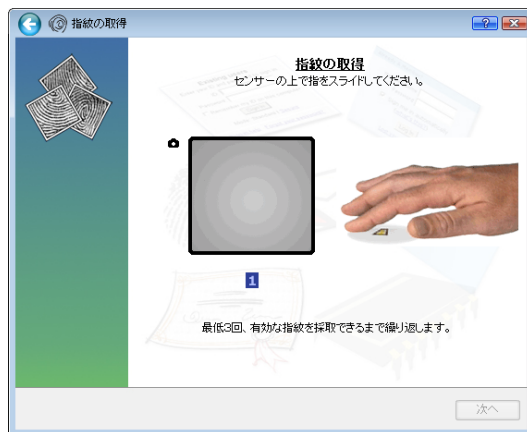 指紋の取得
指紋の取得
センサーの上で指をスライドしてください。
1
最低3回、有効な指紋を採取できるまで繰り返します。
次へ